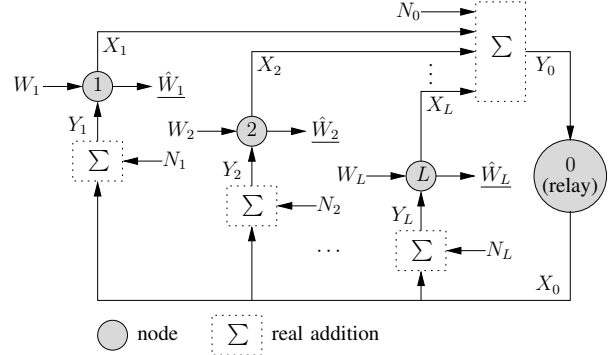 N₀
X₁
∑
X₂
Y₀
W₁ 1 Ŵ₁
⋮
X_L
Y₁
W₂ 2 Ŵ₂
∑ N₁
0
(relay)
Y₂
W_L L Ŵ_L
∑ N₂
Y_L
...
∑ N_L
X₀
node
∑ real addition